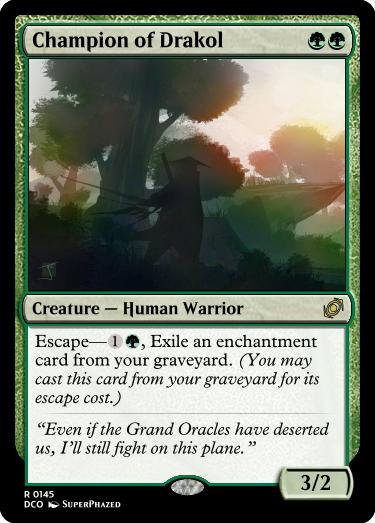 Champion of Drakol
Creature — Human Warrior
Escape—1, Exile an enchantment
card from your graveyard. (You may
cast this card from your graveyard for its
escape cost.)
“Even if the Grand Oracles have deserted
us, I’ll still fight on this plane.”
3/2
R 0145
DCO SuperPhazed